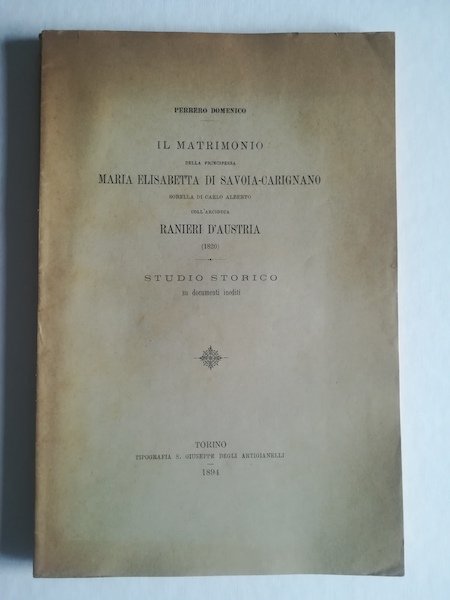 PERRERO DOMENICO
IL MATRIMONIO
DELLA PRINCIPESSA
MARIA ELISABETTA DI SAVOIA-CARIGNANO
SORELLA DI CARLO ALBERTO
COLL'ARCIDUCA
RANIERI D'AUSTRIA
(1820)
STUDIO STORICO
su documenti inediti
TORINO
TIPOGRAFIA S. GIUSEPPE DEGLI ARTIGIANELLI
1894